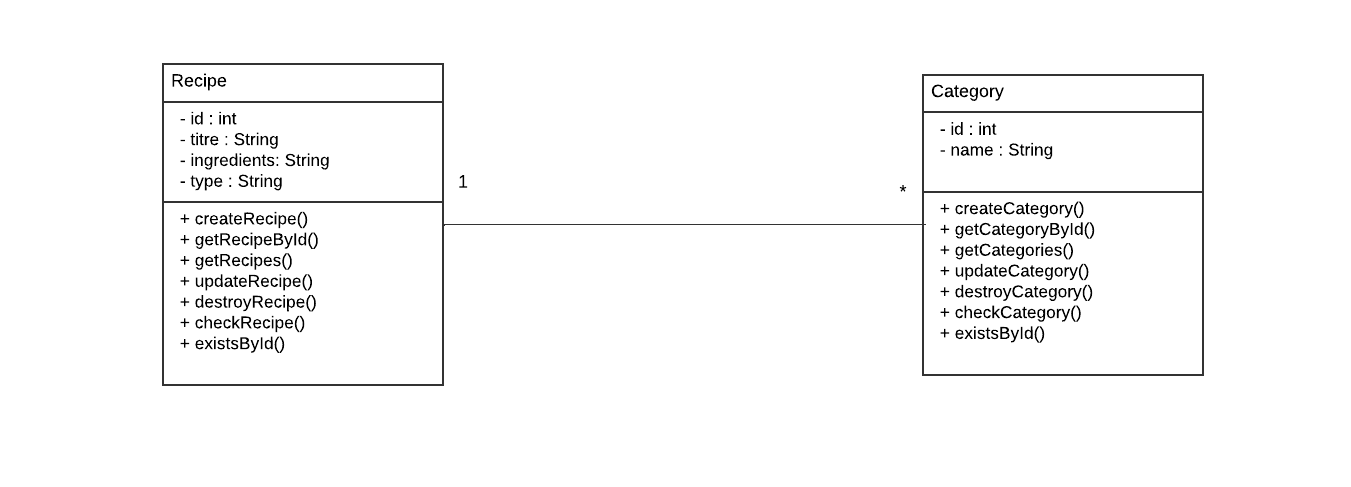 Recipe
- id : int
- titre : String
- ingredients: String
- type : String
+ createRecipe()
+ getRecipeById()
+ getRecipes()
+ updateRecipe()
+ destroyRecipe()
+ checkRecipe()
+ existsById()
1
*
Category
- id : int
- name : String
+ createCategory()
+ getCategoryById()
+ getCategories()
+ updateCategory()
+ destroyCategory()
+ checkCategory()
+ existsById()